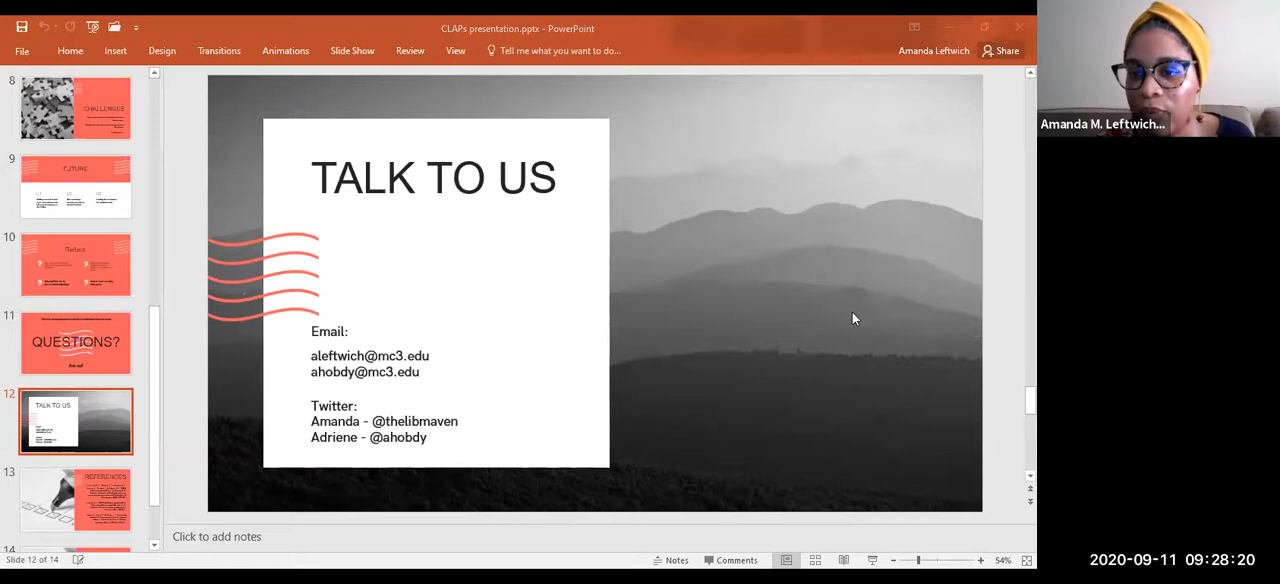 CLAPs presentation.pptx - PowerPoint
File Home Insert Design Transitions Animations Slide Show Review View Tell me what you want to do... Amanda Leftwich Share
Amanda M. Leftwich...
8
CHALLENGES
9
FUTURE
10
Reflect
11
QUESTIONS?
12
TALK TO US
13
REFERENCES
14
TALK TO US
Email:
aleftwich@mc3.edu
ahobdy@mc3.edu
Twitter:
Amanda - @thelibmaven
Adriene - @ahobdy
Click to add notes
Slide 12 of 14 Notes Comments 54%
2020-09-11 09:28:20